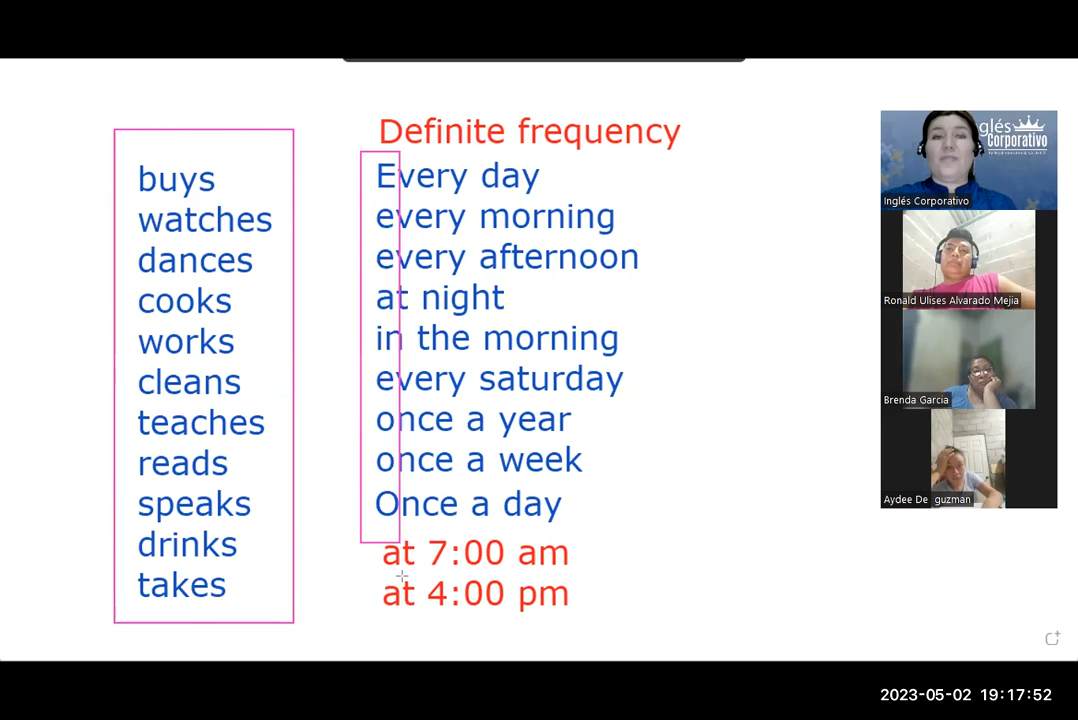 Definite frequency
buys
watches
dances
cooks
works
cleans
teaches
reads
speaks
drinks
takes
Every day
every morning
every afternoon
at night
in the morning
every saturday
once a year
once a week
Once a day
at 7:00 am
at 4:00 pm
glés
Corporativo
Inglés Corporativo
Ronald Ulises Alvarado Mejia
Brenda Garcia
Aydee De guzman
2023-05-02 19:17:52